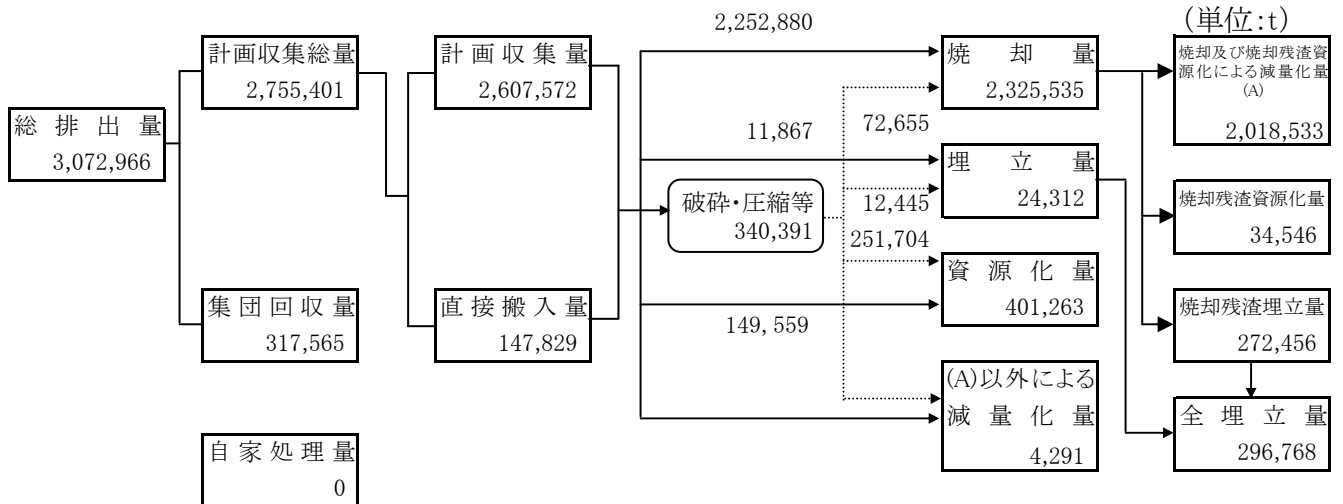 (単位:t)
総排出量
3,072,966
計画収集総量
2,755,401
集団回収量
317,565
自家処理量
0
計画収集量
2,607,572
直接搬入量
147,829
2,252,880
11,867
破砕・圧縮等
340,391
72,655
12,445
251,704
149,559
焼却量
2,325,535
埋立量
24,312
資源化量
401,263
(A)以外による
減量化量
4,291
焼却及び焼却残渣資
源化による減量化量
(A)
2,018,533
焼却残渣資源化量
34,546
焼却残渣埋立量
272,456
全埋立量
296,768